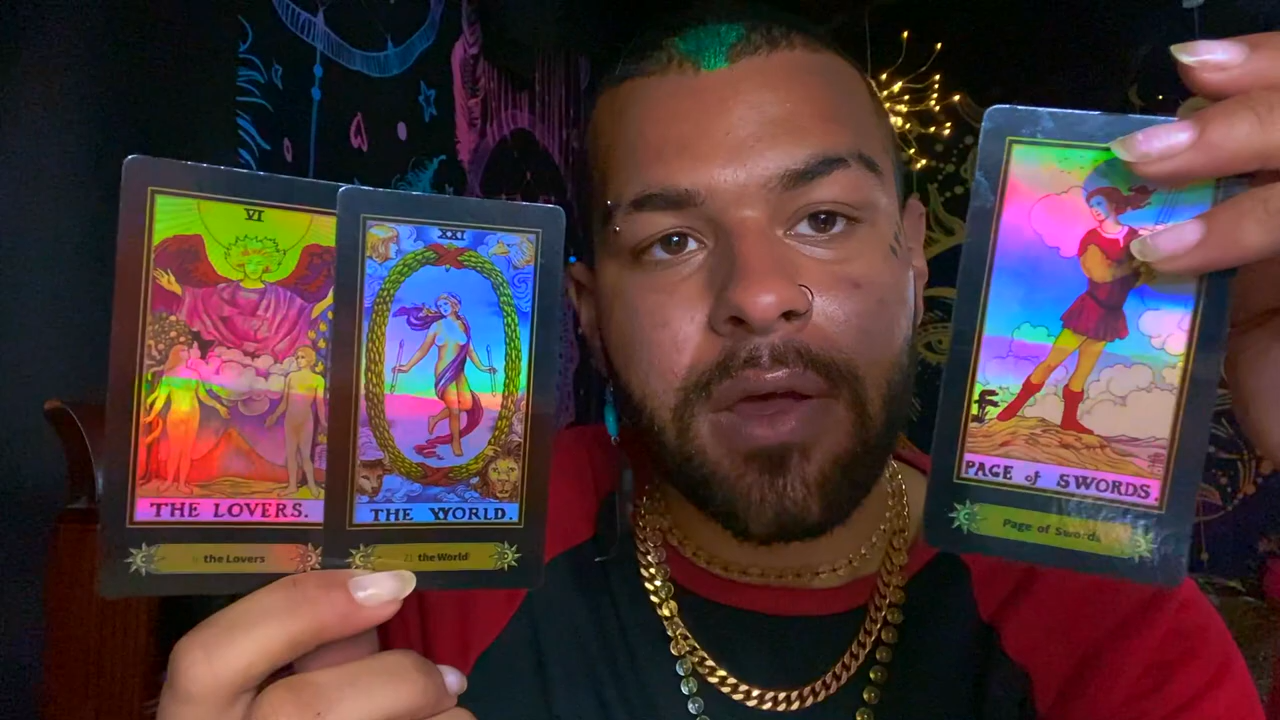 VI
THE LOVERS.
the Lovers
XXI
THE WORLD.
21 the World
PAGE of SWORDS.
Page of Swords